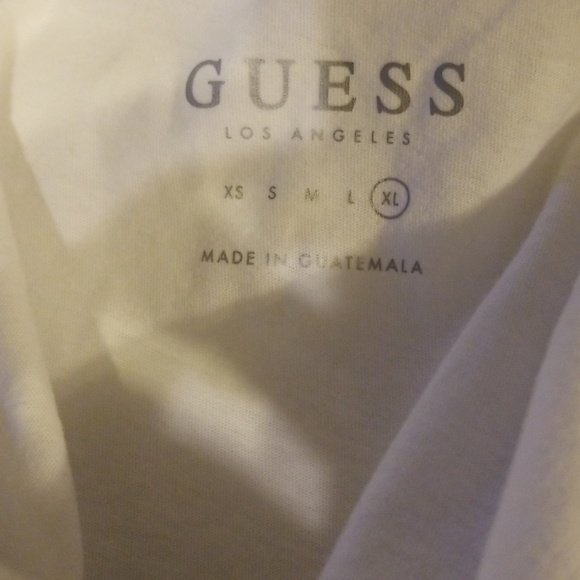 GUESS
LOS ANGELES
XS S M L XL
MADE IN GUATEMALA